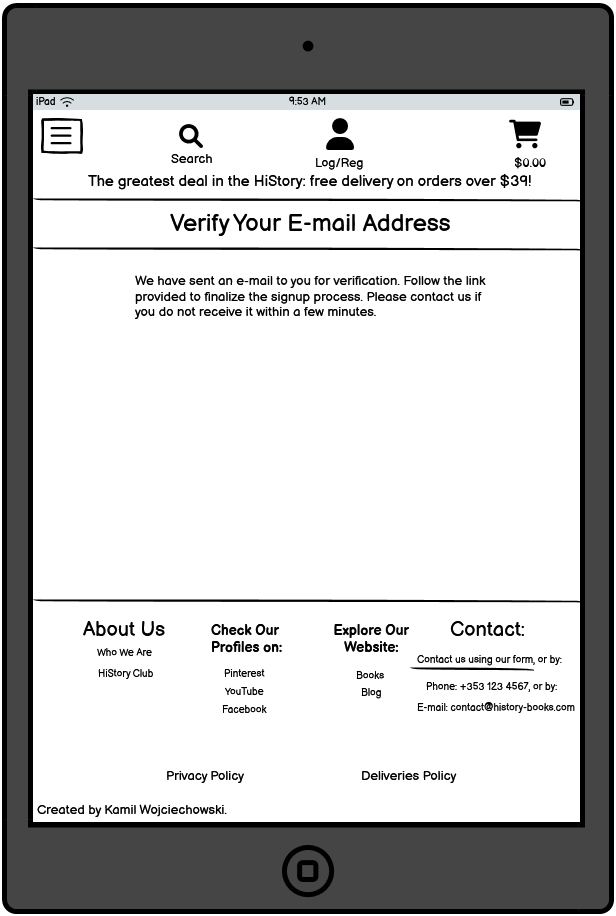 iPad 9:53 AM
Search
Log/Reg
$0.00
The greatest deal in the HiStory: free delivery on orders over $39!
Verify Your E-mail Address
We have sent an e-mail to you for verification. Follow the link
provided to finalize the signup process. Please contact us if
you do not receive it within a few minutes.
About Us
Who We Are
HiStory Club
Check Our
Profiles on:
Pinterest
YouTube
Facebook
Explore Our
Website:
Books
Blog
Contact:
Contact us using our form, or by:
Phone: +353 123 4567, or by:
E-mail: contact@history-books.com
Privacy Policy
Deliveries Policy
Created by Kamil Wojciechowski.